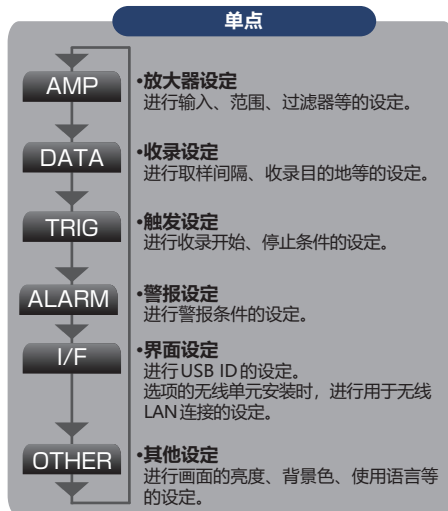 单点
AMP
•放大器设定
进行输入、范围、过滤器等的设定。
DATA
•收录设定
进行取样间隔、收录目的地等的设定。
TRIG
•触发设定
进行收录开始、停止条件的设定。
ALARM
•警报设定
进行警报条件的设定。
I/F
•界面设定
进行USB ID的设定。
选项的无线单元安装时，进行用于无线
LAN连接的设定。
OTHER
•其他设定
进行画面的亮度、背景色、使用语言等
的设定。